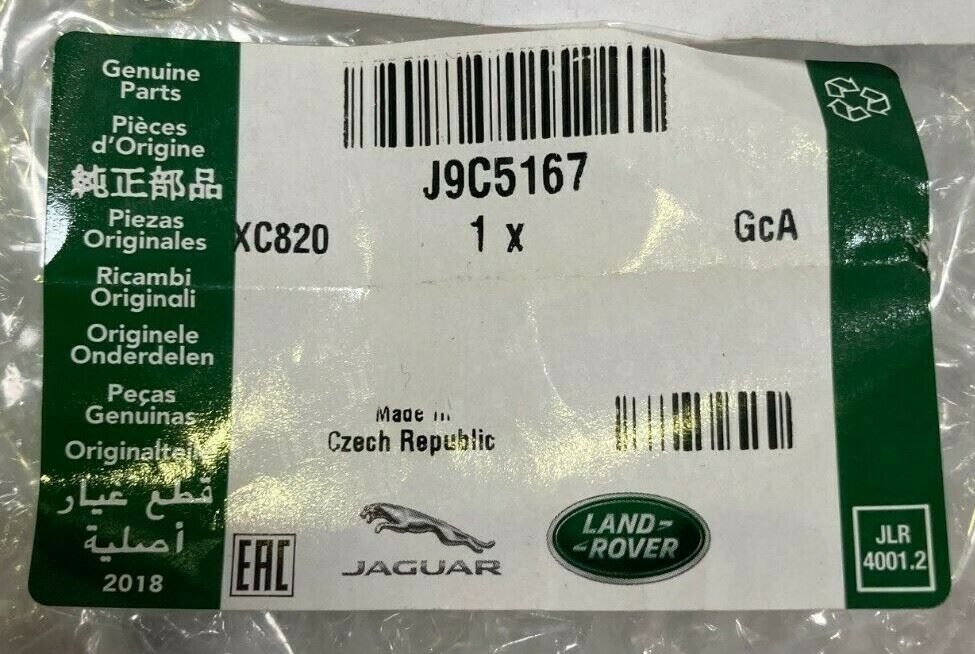 Genuine
Parts
Pièces
d'Origine
純正部品
Piezas
Originales
Ricambi
Originali
Originele
Onderdelen
Peças
Genuinas
Originalteile
قطع غيار
أصلية
2018
J9C5167
XC820 1 x GcA
Made in
Czech Republic
EAC
JAGUAR
LAND-
-ROVER
JLR
4001.2